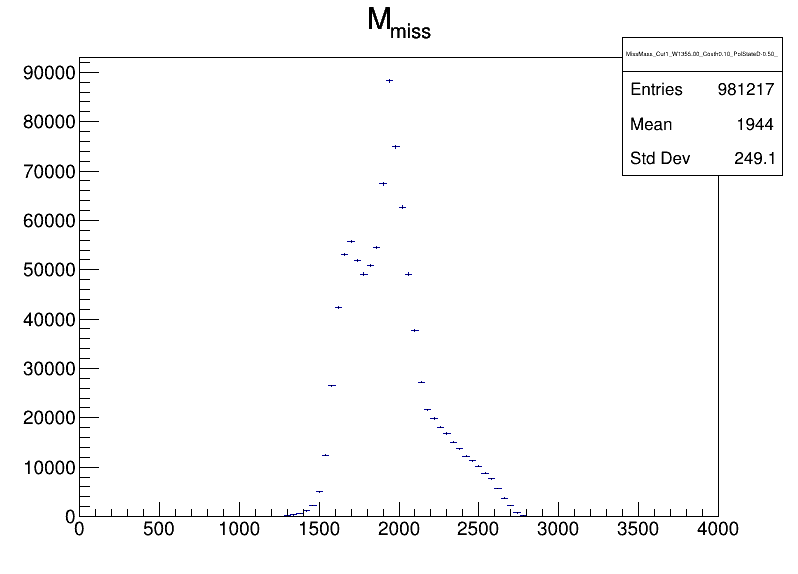 M_miss
MissMass_Cut1_W1355.00_Costh0.10_PolStateD-0.50_
Entries 981217
Mean 1944
Std Dev 249.1
90000
80000
70000
60000
50000
40000
30000
20000
10000
0
0 500 1000 1500 2000 2500 3000 3500 4000